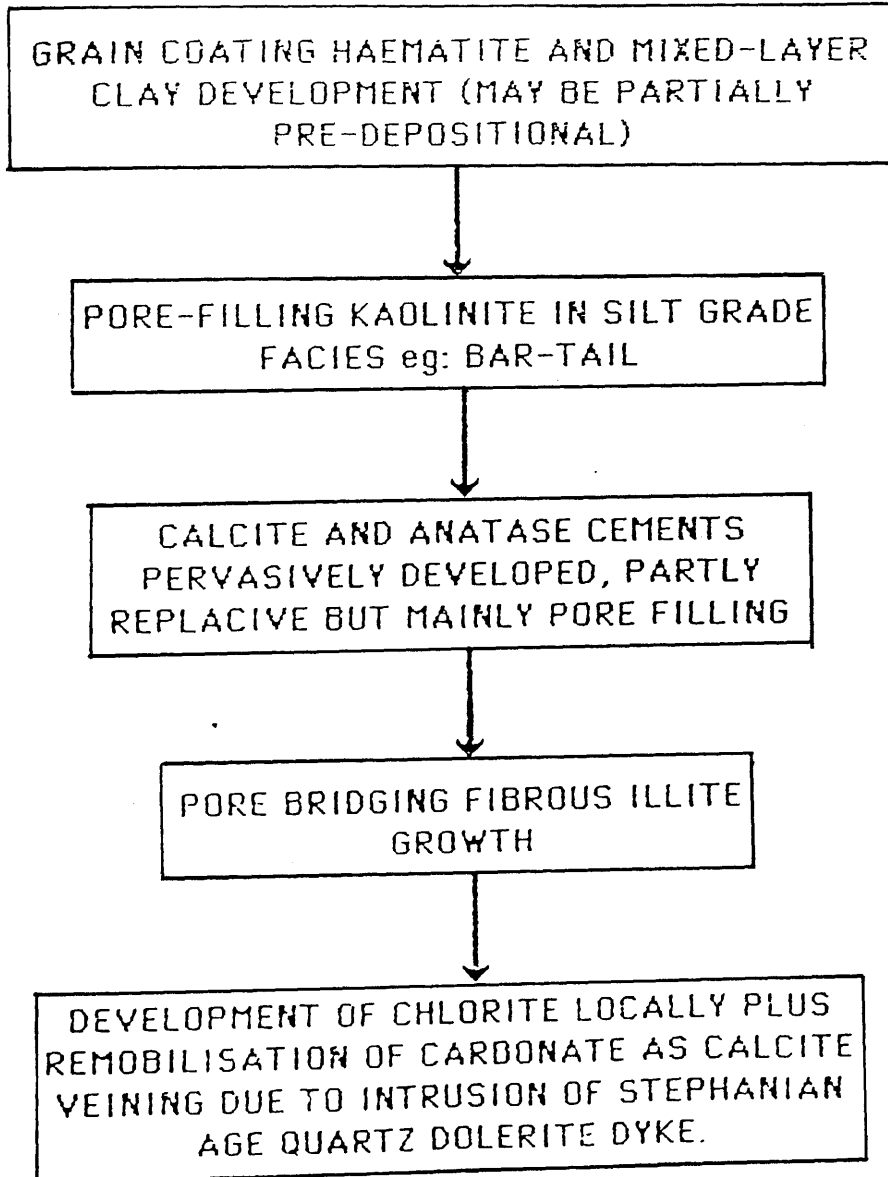 GRAIN COATING HAEMATITE AND MIXED-LAYER
CLAY DEVELOPMENT (MAY BE PARTIALLY
PRE-DEPOSITIONAL)
PORE-FILLING KAOLINITE IN SILT GRADE
FACIES eg: BAR-TAIL
CALCITE AND ANATASE CEMENTS
PERVASIVELY DEVELOPED, PARTLY
REPLACIVE BUT MAINLY PORE FILLING
PORE BRIDGING FIBROUS ILLITE
GROWTH
DEVELOPMENT OF CHLORITE LOCALLY PLUS
REMOBILISATION OF CARBONATE AS CALCITE
VEINING DUE TO INTRUSION OF STEPHANIAN
AGE QUARTZ DOLERITE DYKE.